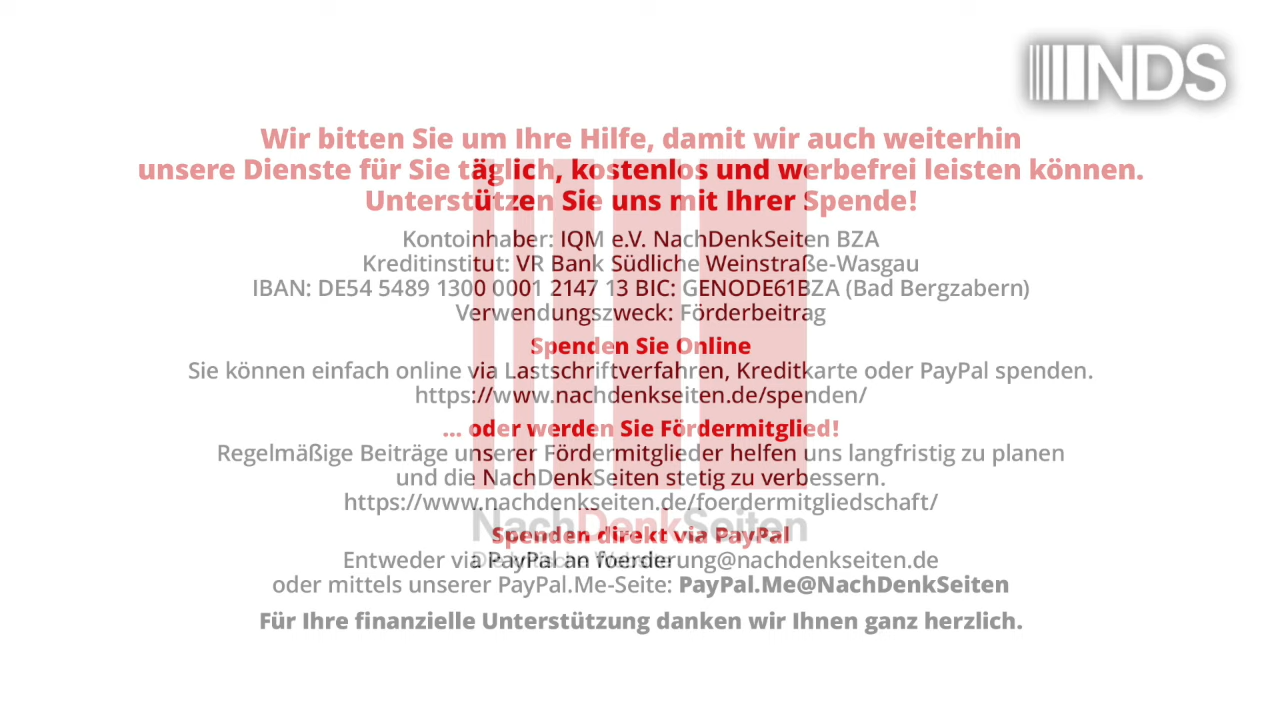 NDS
Wir bitten Sie um Ihre Hilfe, damit wir auch weiterhin
unsere Dienste für Sie täglich, kostenlos und werbefrei leisten können.
Unterstützen Sie uns mit Ihrer Spende!
Kontoinhaber: IQM e.V. NachDenkSeiten BZA
Kreditinstitut: VR Bank Südliche Weinstraße-Wasgau
IBAN: DE54 5489 1300 0001 2147 13 BIC: GENODE61BZA (Bad Bergzabern)
Verwendungszweck: Förderbeitrag
Spenden Sie Online
Sie können einfach online via Lastschriftverfahren, Kreditkarte oder PayPal spenden.
https://www.nachdenkseiten.de/spenden/
... oder werden Sie Fördermitglied!
Regelmäßige Beiträge unserer Fördermitglieder helfen uns langfristig zu planen
und die NachDenkSeiten stetig zu verbessern.
https://www.nachdenkseiten.de/foerdermitgliedschaft/
NachDenkSeiten
Spenden direkt via PayPal
Entweder via PayPal an foerderung@nachdenkseiten.de
oder mittels unserer PayPal.Me-Seite: PayPal.Me@NachDenkSeiten
Für Ihre finanzielle Unterstützung danken wir Ihnen ganz herzlich.